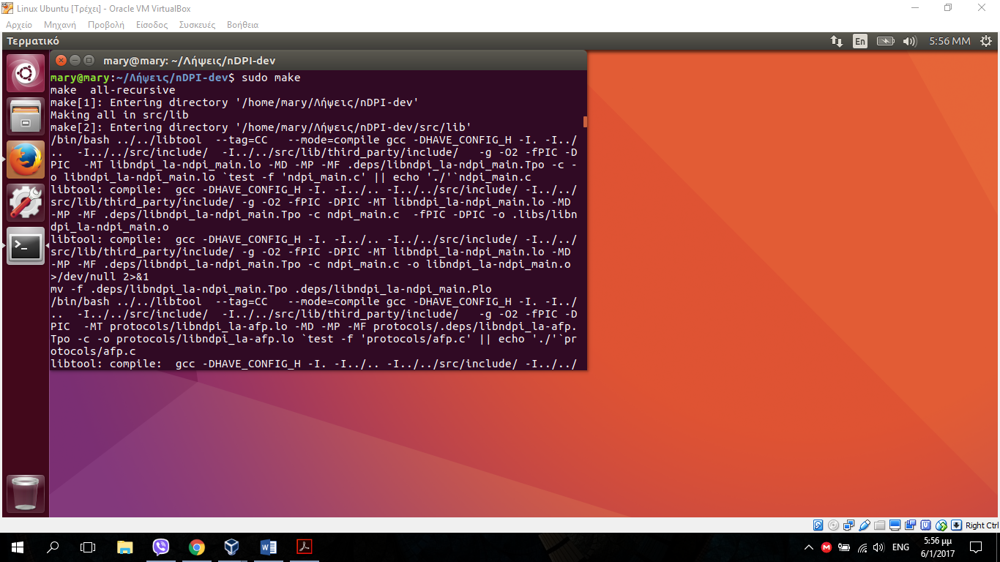 Linux Ubuntu [Τρέχει] - Oracle VM VirtualBox
Αρχείο Μηχανή Προβολή Είσοδος Συσκευές Βοήθεια
Τερματικό En 5:56 ΜΜ
mary@mary: ~/Λήψεις/nDPI-dev
mary@mary:~/Λήψεις/nDPI-dev$ sudo make
make  all-recursive
make[1]: Entering directory '/home/mary/Λήψεις/nDPI-dev'
Making all in src/lib
make[2]: Entering directory '/home/mary/Λήψεις/nDPI-dev/src/lib'
/bin/bash ../../libtool  --tag=CC   --mode=compile gcc -DHAVE_CONFIG_H -I. -I../
..  -I../../src/include/  -I../../src/lib/third_party/include/   -g -O2 -fPIC -D
PIC  -MT libndpi_la-ndpi_main.lo -MD -MP -MF .deps/libndpi_la-ndpi_main.Tpo -c -
o libndpi_la-ndpi_main.lo `test -f 'ndpi_main.c' || echo './'`ndpi_main.c
libtool: compile:  gcc -DHAVE_CONFIG_H -I. -I../.. -I../../src/include/ -I../../
src/lib/third_party/include/ -g -O2 -fPIC -DPIC -MT libndpi_la-ndpi_main.lo -MD
-MP -MF .deps/libndpi_la-ndpi_main.Tpo -c ndpi_main.c  -fPIC -DPIC -o .libs/libn
dpi_la-ndpi_main.o
libtool: compile:  gcc -DHAVE_CONFIG_H -I. -I../.. -I../../src/include/ -I../../
src/lib/third_party/include/ -g -O2 -fPIC -DPIC -MT libndpi_la-ndpi_main.lo -MD
-MP -MF .deps/libndpi_la-ndpi_main.Tpo -c ndpi_main.c -o libndpi_la-ndpi_main.o
>/dev/null 2>&1
mv -f .deps/libndpi_la-ndpi_main.Tpo .deps/libndpi_la-ndpi_main.Plo
/bin/bash ../../libtool  --tag=CC   --mode=compile gcc -DHAVE_CONFIG_H -I. -I../
..  -I../../src/include/  -I../../src/lib/third_party/include/   -g -O2 -fPIC -D
PIC  -MT protocols/libndpi_la-afp.lo -MD -MP -MF protocols/.deps/libndpi_la-afp.
Tpo -c -o protocols/libndpi_la-afp.lo `test -f 'protocols/afp.c' || echo './'`pr
otocols/afp.c
libtool: compile:  gcc -DHAVE_CONFIG_H -I. -I../.. -I../../src/include/ -I../../
Right Ctrl
ENG
5:56 μμ
6/1/2017